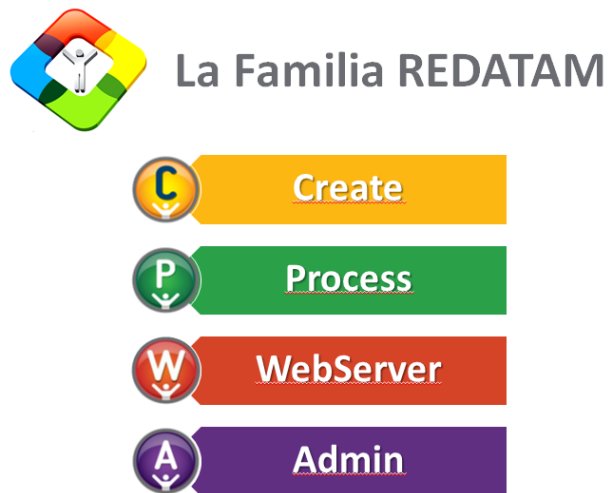 La Familia REDATAM
C Create
P Process
W WebServer
A Admin